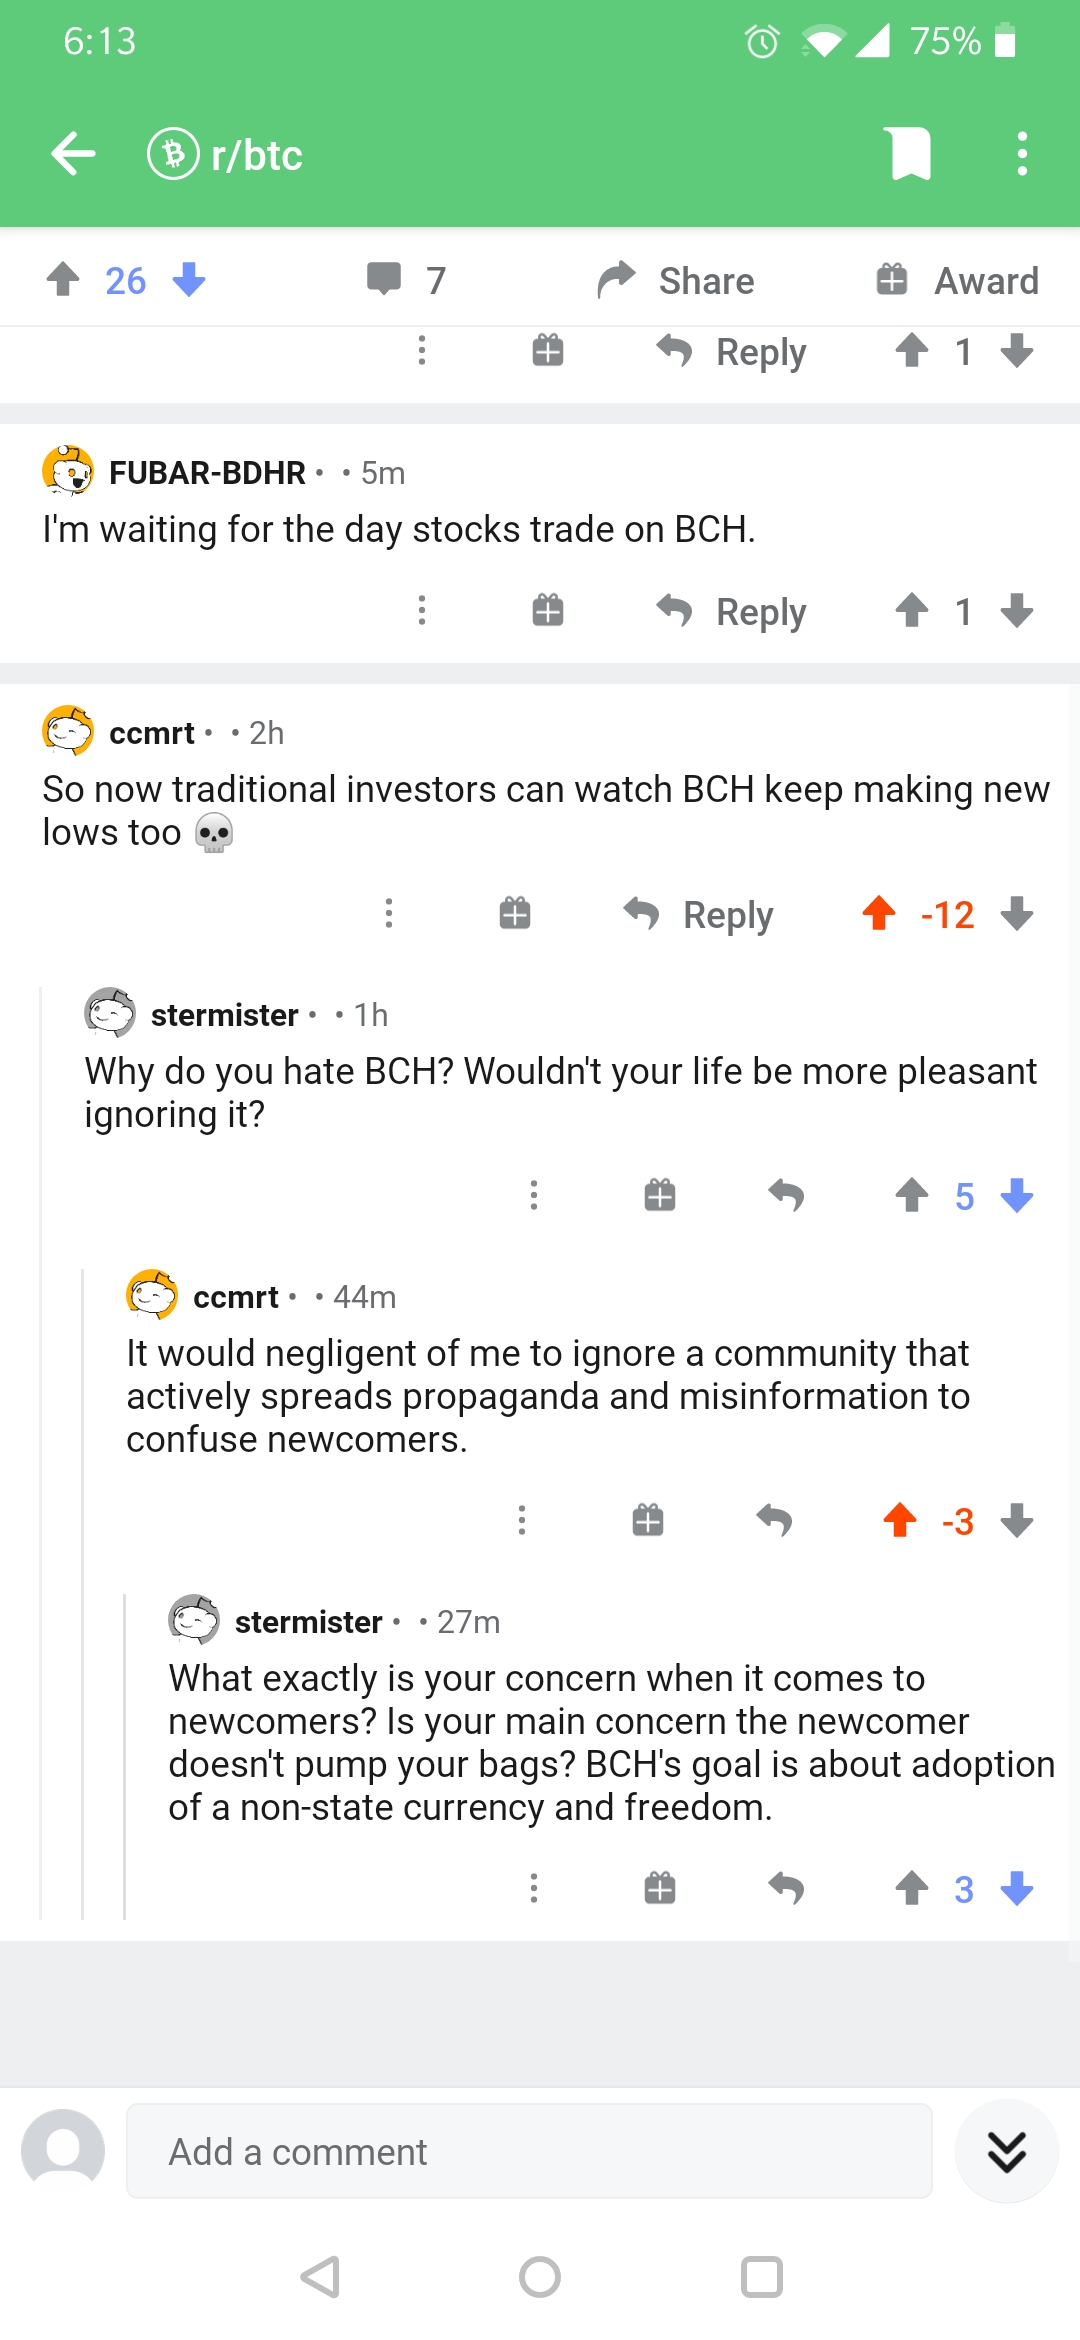 6:13
75%
r/btc
26
7
Share
Award
Reply
1
FUBAR-BDHR • • 5m
I'm waiting for the day stocks trade on BCH.
Reply
1
ccmrt • • 2h
So now traditional investors can watch BCH keep making new
lows too 💀
Reply
-12
stermister • • 1h
Why do you hate BCH? Wouldn't your life be more pleasant
ignoring it?
5
ccmrt • • 44m
It would negligent of me to ignore a community that
actively spreads propaganda and misinformation to
confuse newcomers.
-3
stermister • • 27m
What exactly is your concern when it comes to
newcomers? Is your main concern the newcomer
doesn't pump your bags? BCH's goal is about adoption
of a non-state currency and freedom.
3
Add a comment